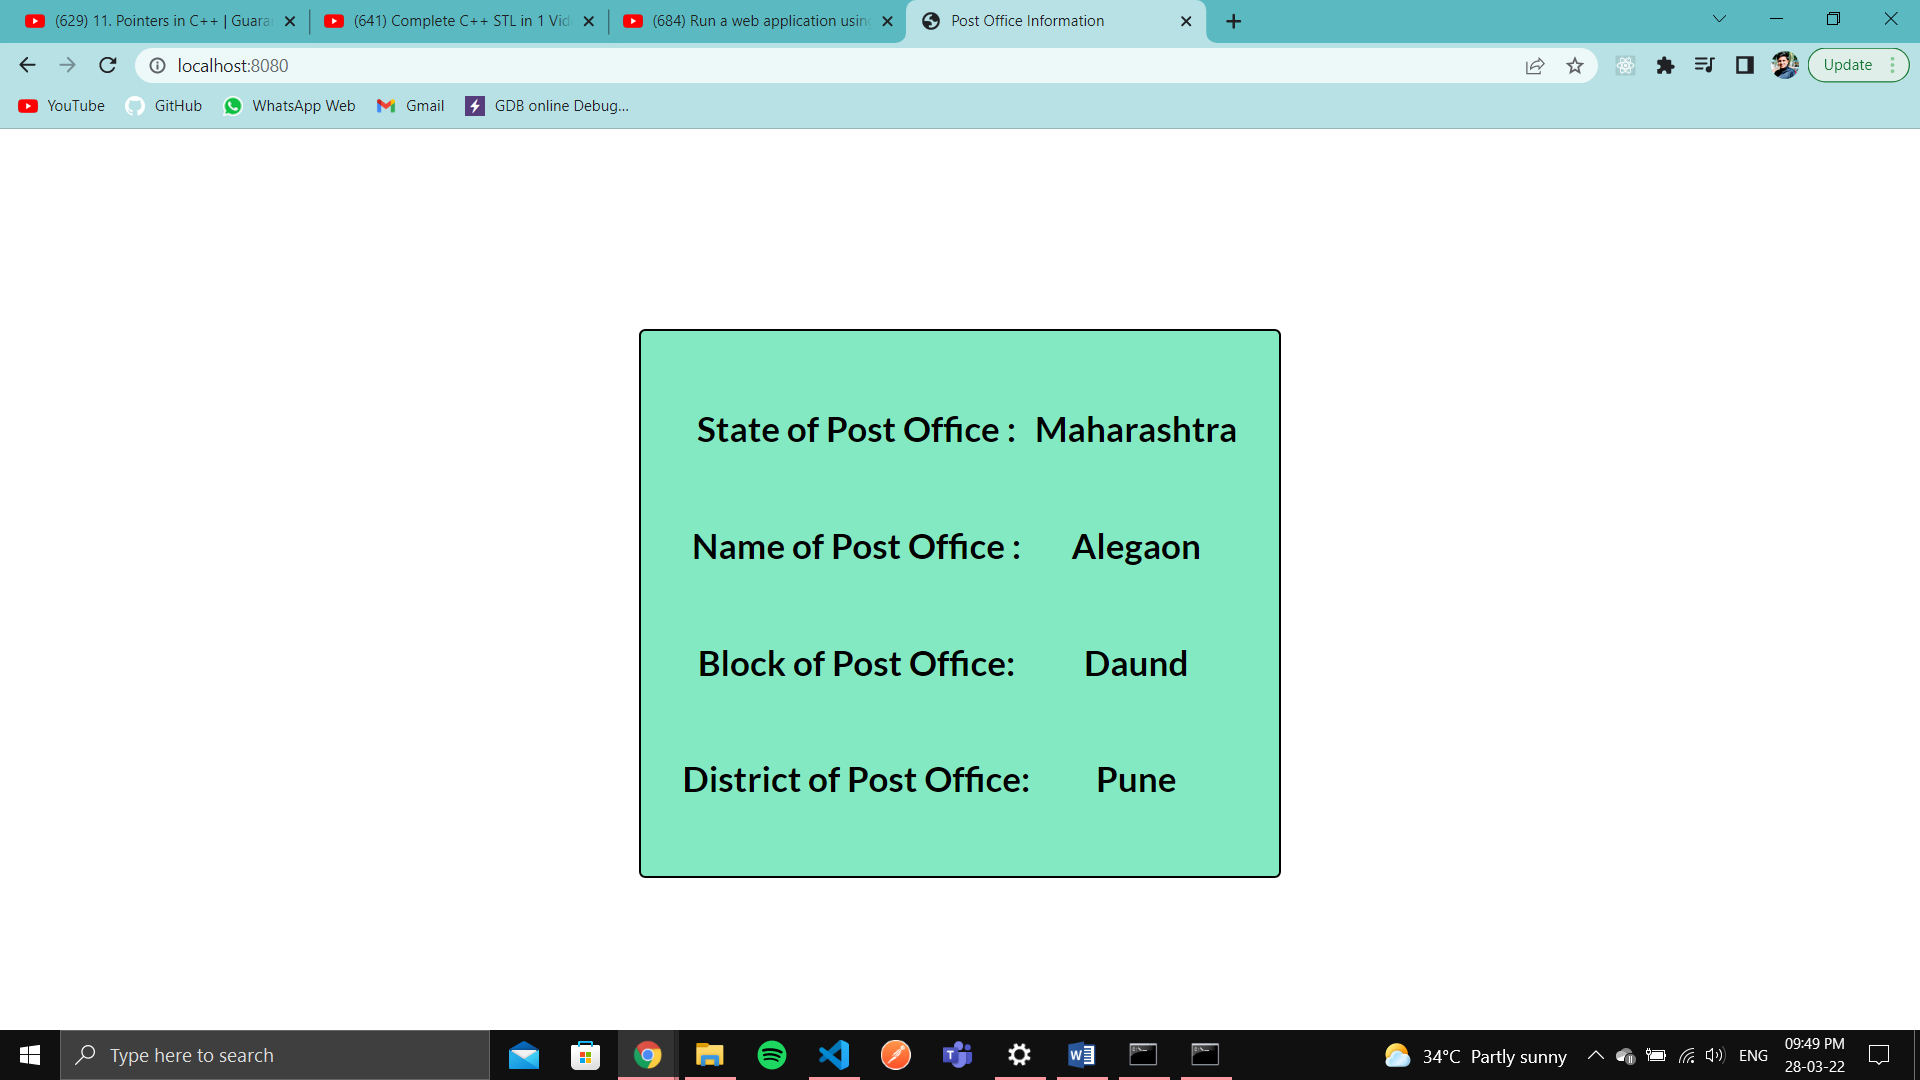 (629) 11. Pointers in C++ | Guara
(641) Complete C++ STL in 1 Vid
(684) Run a web application using
Post Office Information
localhost:8080
Update
YouTube
GitHub
WhatsApp Web
Gmail
GDB online Debug...
State of Post Office : Maharashtra
Name of Post Office : Alegaon
Block of Post Office: Daund
District of Post Office: Pune
Type here to search
34°C Partly sunny
ENG
09:49 PM
28-03-22